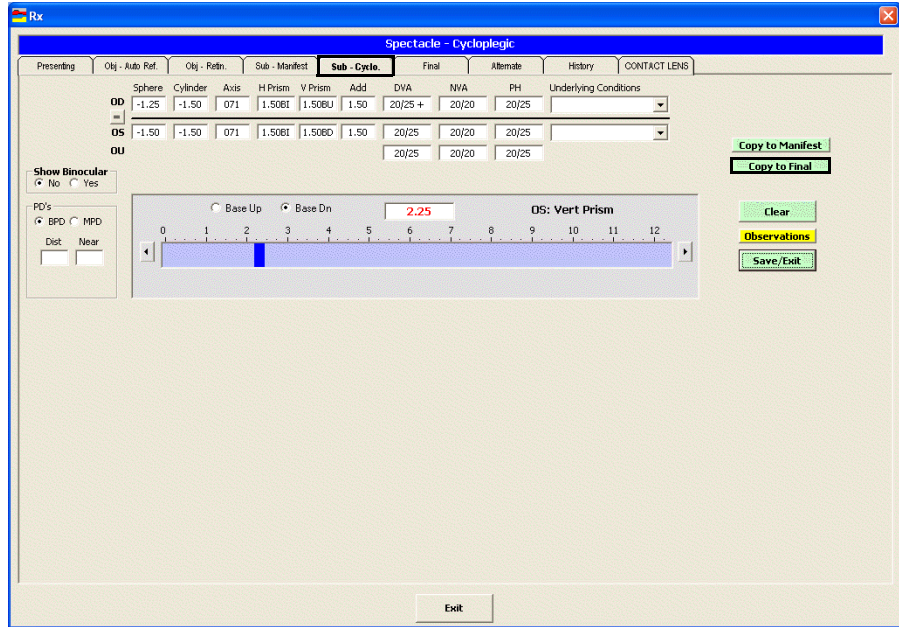 Rx
Spectacle - Cycloplegic
Presenting Obj - Auto Ref. Obj - Retin. Sub - Manifest Sub - Cyclo. Final Alternate History CONTACT LENS
Sphere Cylinder Axis H Prism V Prism Add DVA NVA PH Underlying Conditions
OD -1.25 -1.50 071 1.50BI 1.50BU 1.50 20/25 + 20/20 20/25
=
OS -1.50 -1.50 071 1.50BI 1.50BD 1.50 20/25 20/20 20/25
OU 20/25 20/20 20/25
Copy to Manifest
Copy to Final
Show Binocular
No Yes
PD's
BPD MPD
Dist Near
Base Up Base Dn 2.25 OS: Vert Prism
0 1 2 3 4 5 6 7 8 9 10 11 12
Clear
Observations
Save/Exit
Exit